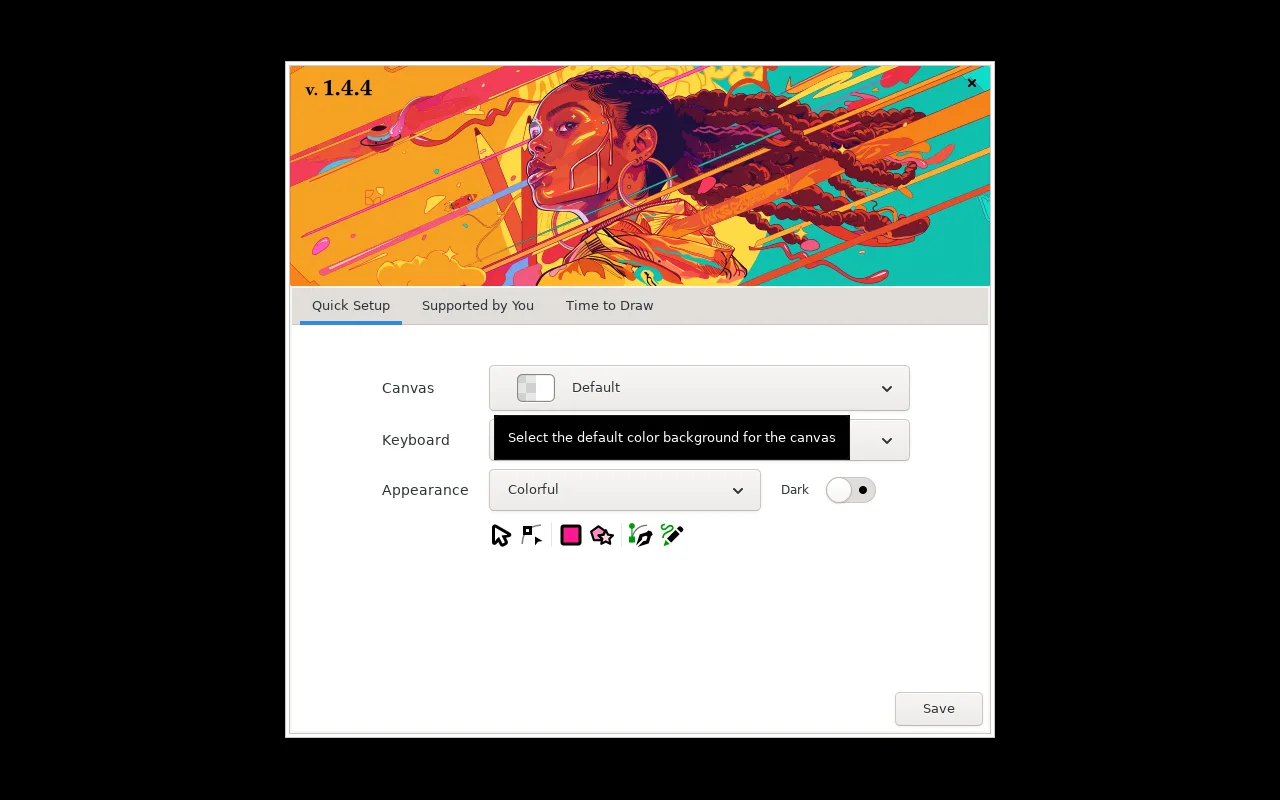 v. 1.4.4
Quick Setup Supported by You Time to Draw
Canvas Default
Select the default color background for the canvas
Keyboard
Appearance Colorful Dark
Save